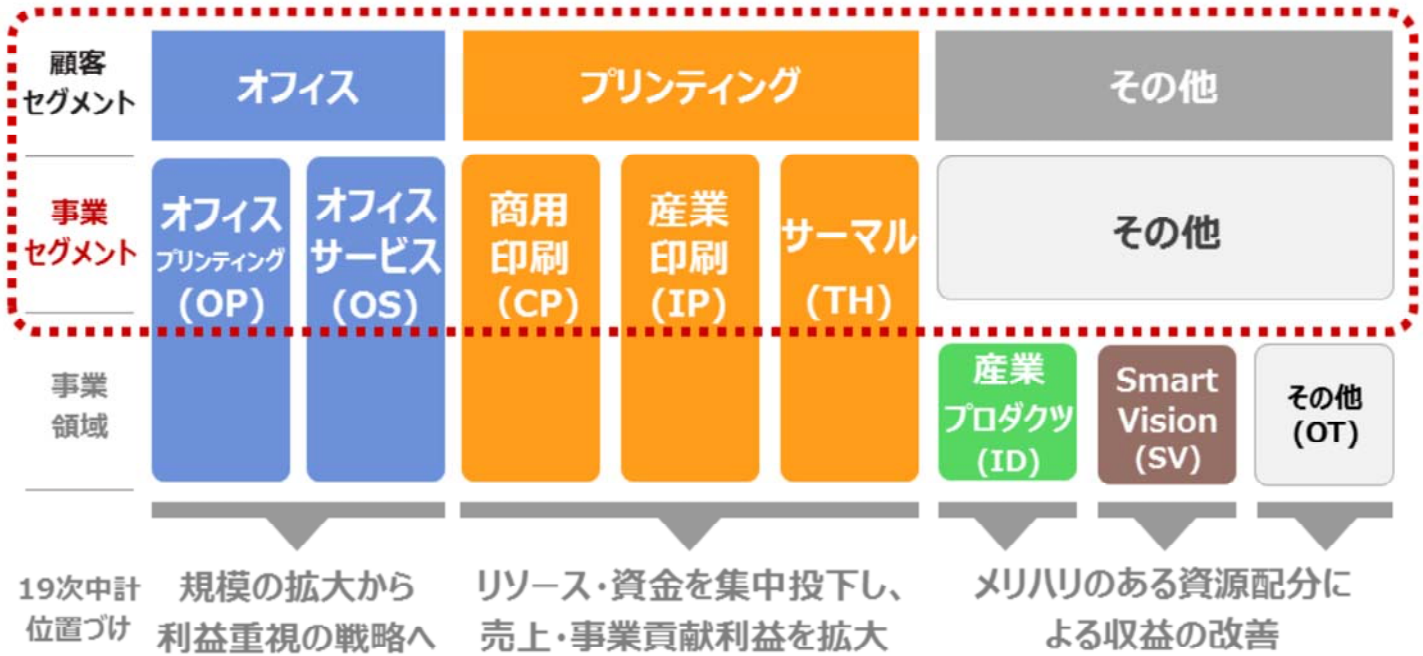 顧客
セグメント
オフィス
プリンティング
その他
事業
セグメント
オフィス
プリンティング
(OP)
オフィス
サービス
(OS)
商用
印刷
(CP)
産業
印刷
(IP)
サーマル
(TH)
その他
事業
領域
産業
プロダクツ
(ID)
Smart
Vision
(SV)
その他
(OT)
19次中計
位置づけ
規模の拡大から
利益重視の戦略へ
リソース・資金を集中投下し、
売上・事業貢献利益を拡大
メリハリのある資源配分に
よる収益の改善